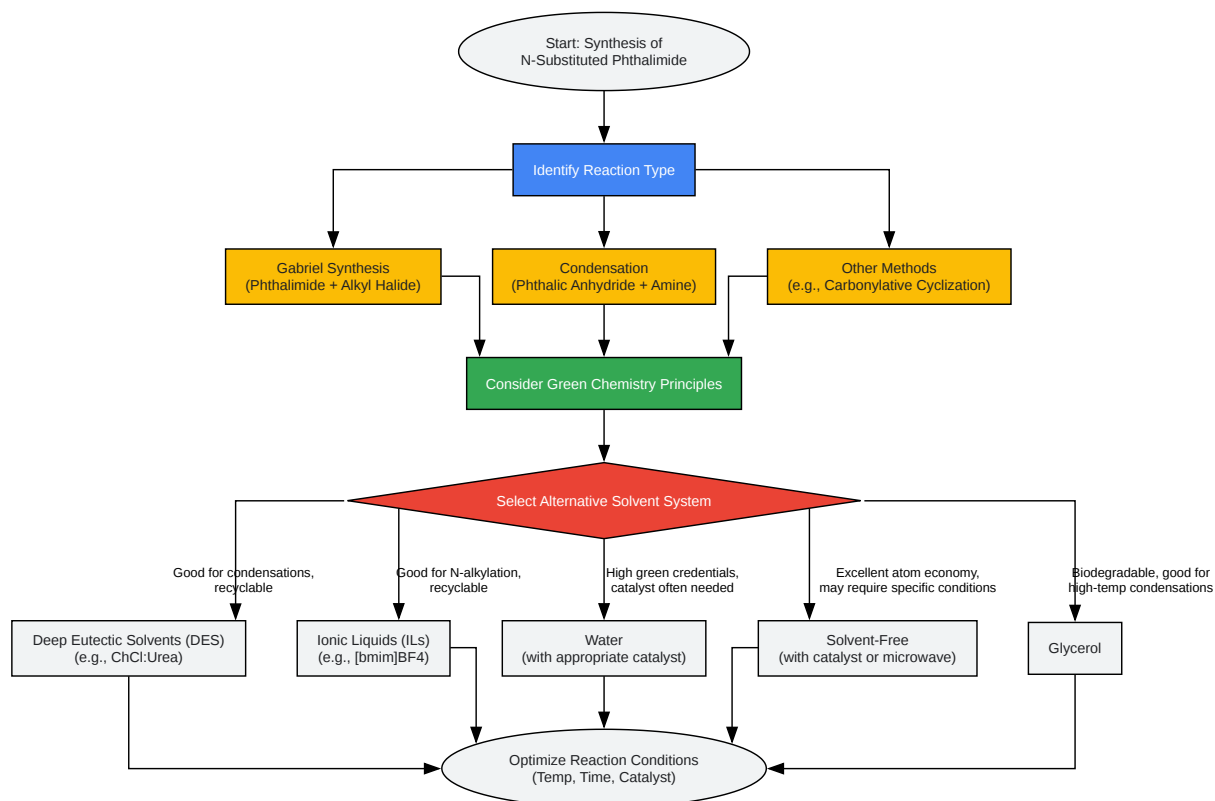 Start: Synthesis of
N-Substituted Phthalimide
Identify Reaction Type
Gabriel Synthesis
(Phthalimide + Alkyl Halide)
Condensation
(Phthalic Anhydride + Amine)
Other Methods
(e.g., Carbonylative Cyclization)
Consider Green Chemistry Principles
Select Alternative Solvent System
Good for condensations,
recyclable
Good for N-alkylation,
recyclable
High green credentials,
catalyst often needed
Excellent atom economy,
may require specific conditions
Biodegradable, good for
high-temp condensations
Deep Eutectic Solvents (DES)
(e.g., ChCl:Urea)
Ionic Liquids (ILs)
(e.g., [bmim]BF4)
Water
(with appropriate catalyst)
Solvent-Free
(with catalyst or microwave)
Glycerol
Optimize Reaction Conditions
(Temp, Time, Catalyst)